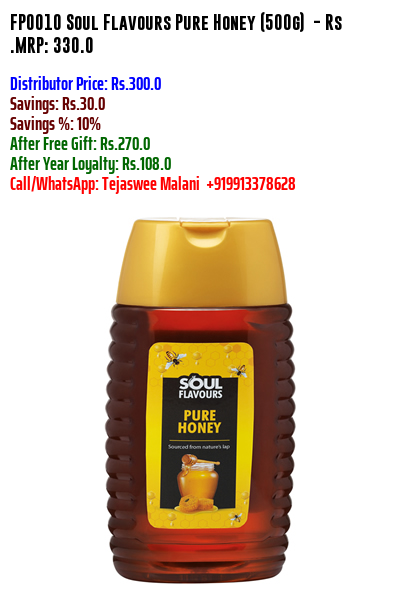 FP0010 Soul Flavours Pure Honey (500g) - Rs
.MRP: 330.0
Distributor Price: Rs.300.0
Savings: Rs.30.0
Savings %: 10%
After Free Gift: Rs.270.0
After Year Loyalty: Rs.108.0
Call/WhatsApp: Tejaswee Malani +919913378628
SOUL
FLAVOURS
PURE
HONEY
Sourced from nature's lap